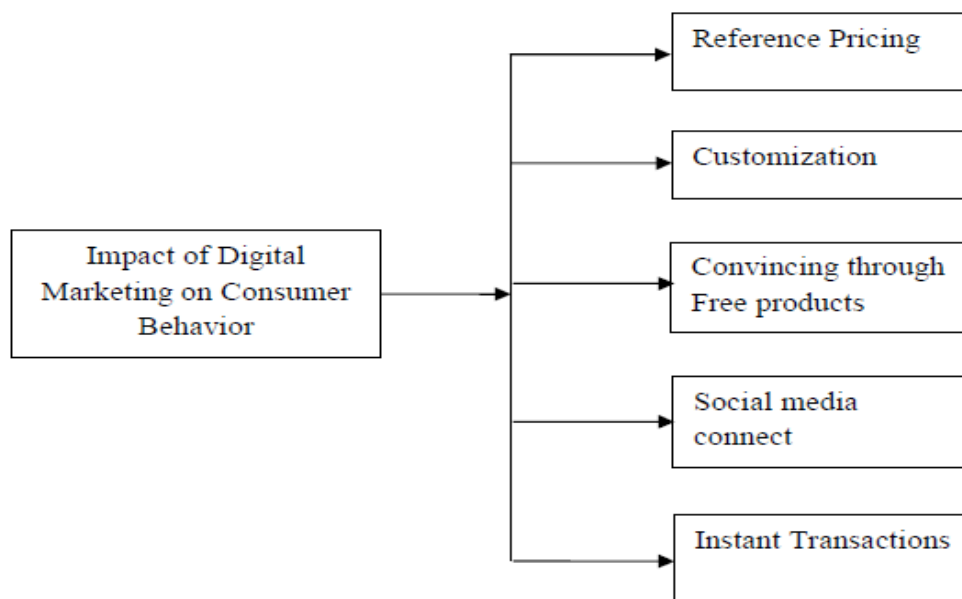 Reference Pricing
Customization
Impact of Digital
Marketing on Consumer
Behavior
Convincing through
Free products
Social media
connect
Instant Transactions